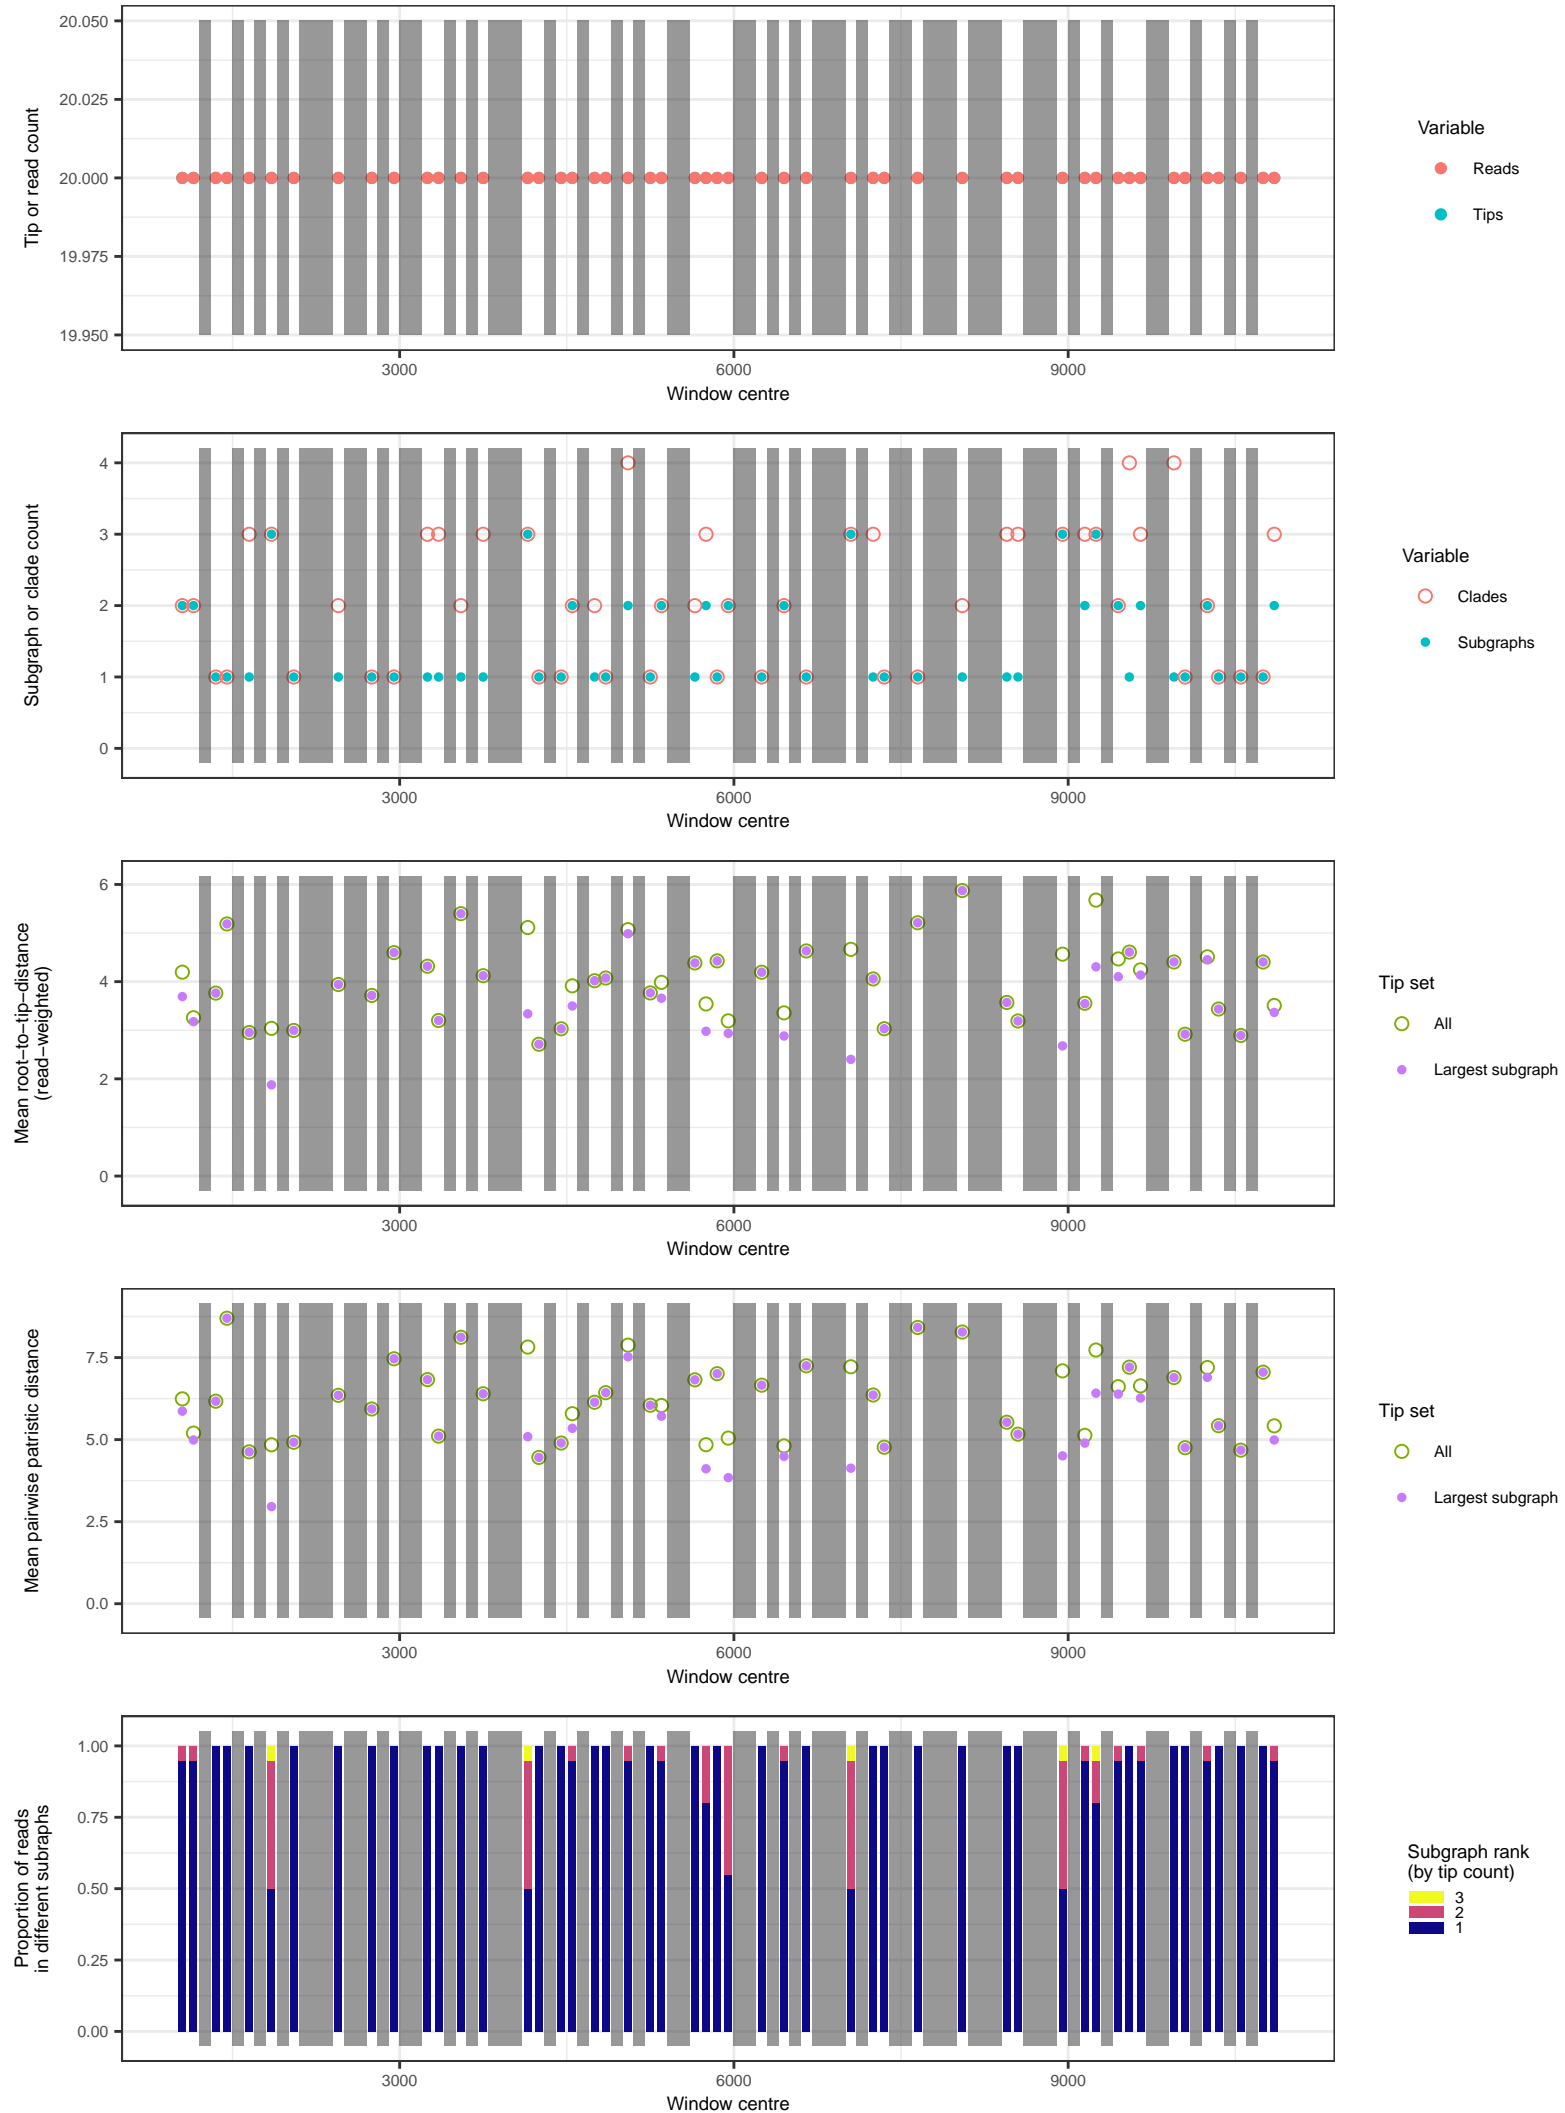 20.050
20.025
20.000
19.975
19.950
Tip or read count
3000
6000
9000
Window centre
Variable
Reads
Tips
4
3
2
1
0
Subgraph or clade count
3000
6000
9000
Window centre
Variable
Clades
Subgraphs
6
4
2
0
Mean root−to−tip−distance
(read−weighted)
3000
6000
9000
Window centre
Tip set
All
Largest subgraph
7.5
5.0
2.5
0.0
Mean pairwise patristic distance
3000
6000
9000
Window centre
Tip set
All
Largest subgraph
1.00
0.75
0.50
0.25
0.00
Proportion of reads
in different subraphs
3000
6000
9000
Window centre
Subgraph rank
(by tip count)
3
2
1